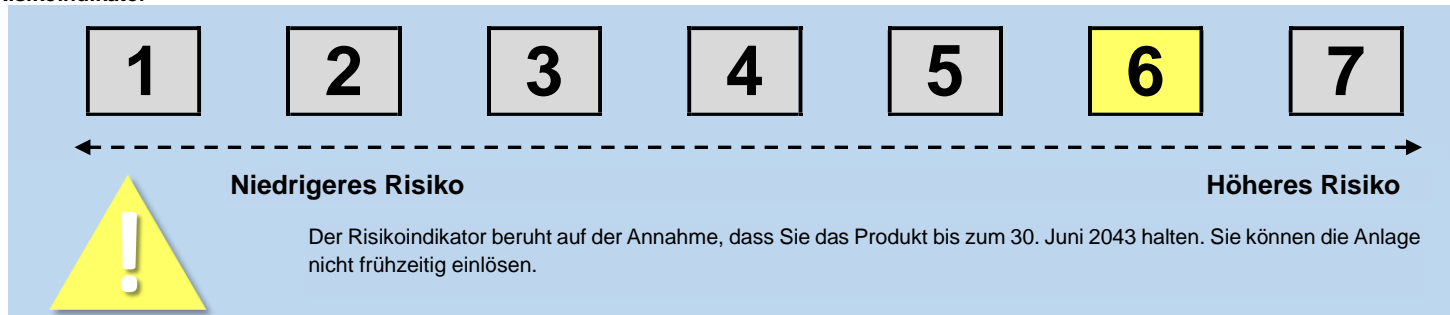 1 2 3 4 5 6 7
Niedrigeres Risiko Höheres Risiko
Der Risikoindikator beruht auf der Annahme, dass Sie das Produkt bis zum 30. Juni 2043 halten. Sie können die Anlage
nicht frühzeitig einlösen.